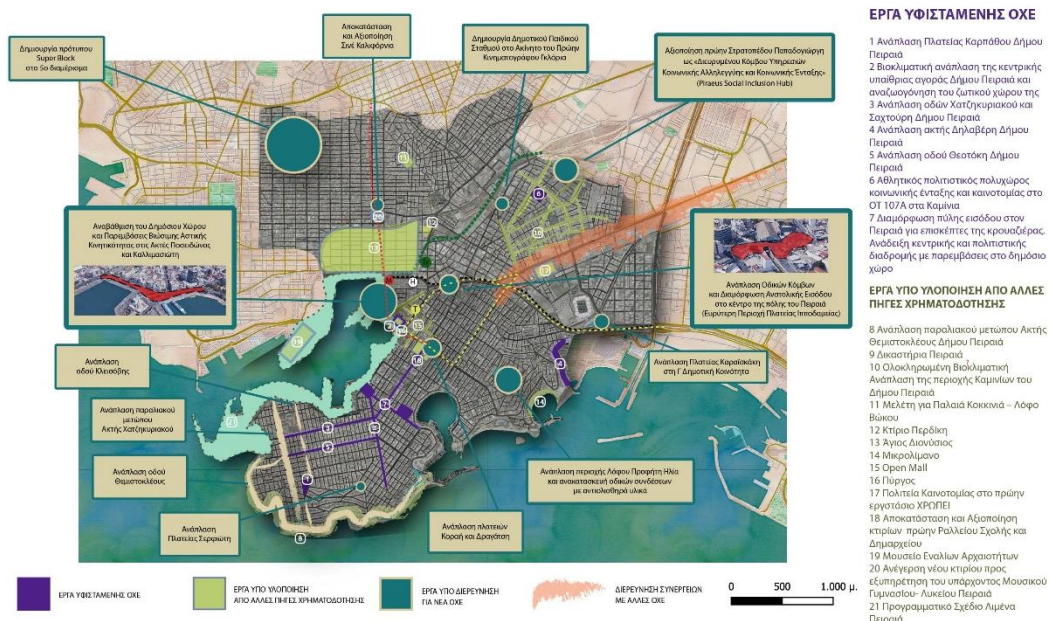 Δημιουργία πρότυπου
Super Block
στο 5ο διαμέρισμα
Αποκατάσταση
και Αξιοποίηση
Σινέ Καλιφόρνια
Δημιουργία Δημοτικού Παιδικού
Σταθμού στο Ακίνητο του Πρώην
Κινηματογράφου Γκλόρια
Αξιοποίηση πρώην Στρατοπέδου Παπαδογιώργη
ως «Διευρυμένου Κόμβου Υπηρεσιών
Κοινωνικής Αλληλεγγύης και Κοινωνικής Ένταξης»
(Piraeus Social Inclusion Hub)
Αναβάθμιση του Δημόσιου Χώρου
και Παρεμβάσεις Βιώσιμης Αστικής
Κινητικότητας στις Ακτές Ποσειδώνος
και Καλλιμασιώτη
Ανάπλαση Οδικών Κόμβων
και Διαμόρφωση Ανατολικής Εισόδου
στο κέντρο της πόλης του Πειραιά
(Ευρύτερη Περιοχή Πλατείας Ιπποδαμείας)
Ανάπλαση
οδού Κλεισόβης
Ανάπλαση Πλατείας Καραϊσκάκη
στη Γ Δημοτική Κοινότητα
Ανάπλαση παραλιακού
μετώπου
Ακτής Χατζηκυριακού
Ανάπλαση οδού
Θεμιστοκλέους
Ανάπλαση
Πλατείας Σερφιώτη
Ανάπλαση πλατειών
Κοραή και Δραγάτση
Ανάπλαση περιοχής Λόφου Προφήτη Ηλία
και ανακατασκευή οδικών συνδέσεων
με αντιολισθηρά υλικά
ΕΡΓΑ ΥΦΙΣΤΑΜΕΝΗΣ ΟΧΕ
ΕΡΓΑ ΥΠΟ ΥΛΟΠΟΙΗΣΗ
ΑΠΟ ΑΛΛΕΣ ΠΗΓΕΣ ΧΡΗΜΑΤΟΔΟΤΗΣΗΣ
ΕΡΓΑ ΥΠΟ ΔΙΕΡΕΥΝΗΣΗ
ΓΙΑ ΝΕΑ ΟΧΕ
ΔΙΕΡΕΥΝΗΣΗ ΣΥΝΕΡΓΕΙΩΝ
ΜΕ ΑΛΛΕΣ ΟΧΕ
0 500 1.000 μ.
ΕΡΓΑ ΥΦΙΣΤΑΜΕΝΗΣ ΟΧΕ
1 Ανάπλαση Πλατείας Καρπάθου Δήμου
Πειραιά
2 Βιοκλιματική ανάπλαση της κεντρικής
υπαίθριας αγοράς Δήμου Πειραιά και
αναζωογόνηση του ζωτικού χώρου της
3 Ανάπλαση οδών Χατζηκυριακού και
Σαχτούρη Δήμου Πειραιά
4 Ανάπλαση ακτής Δηλαβέρη Δήμου
Πειραιά
5 Ανάπλαση οδού Θεοτόκη Δήμου
Πειραιά
6 Αθλητικός πολιτιστικός πολυχώρος
κοινωνικής ένταξης και καινοτομίας στο
ΟΤ 107Α στα Καμίνια
7 Διαμόρφωση πύλης εισόδου στον
Πειραιά για επισκέπτες της κρουαζιέρας.
Ανάδειξη κεντρικής και πολιτιστικής
διαδρομής με παρεμβάσεις στο δημόσιο
χώρο
ΕΡΓΑ ΥΠΟ ΥΛΟΠΟΙΗΣΗ ΑΠΟ ΑΛΛΕΣ
ΠΗΓΕΣ ΧΡΗΜΑΤΟΔΟΤΗΣΗΣ
8 Ανάπλαση παραλιακού μετώπου Ακτής
Θεμιστοκλέους Δήμου Πειραιά
9 Δικαστήρια Πειραιά
10 Ολοκληρωμένη Βιοκλιματική
Ανάπλαση της περιοχής Καμινίων του
Δήμου Πειραιά
11 Μελέτη για Παλαιά Κοκκινιά – Λόφο
Βώκου
12 Κτίριο Περδίκη
13 Άγιος Διονύσιος
14 Μικρολίμανο
15 Open Mall
16 Πύργος
17 Πολιτεία Καινοτομίας στο πρώην
εργοστάσιο ΧΡΩΠΕΙ
18 Αποκατάσταση και Αξιοποίηση
κτιρίων πρώην Ραλλείου Σχολής και
Δημαρχείου
19 Μουσείο Εναλίων Αρχαιοτήτων
20 Ανέγερση νέου κτιρίου προς
εξυπηρέτηση του υπάρχοντος Μουσικού
Γυμνασίου- Λυκείου Πειραιά
21 Προγραμματικό Σχέδιο Λιμένα
Πειραιά